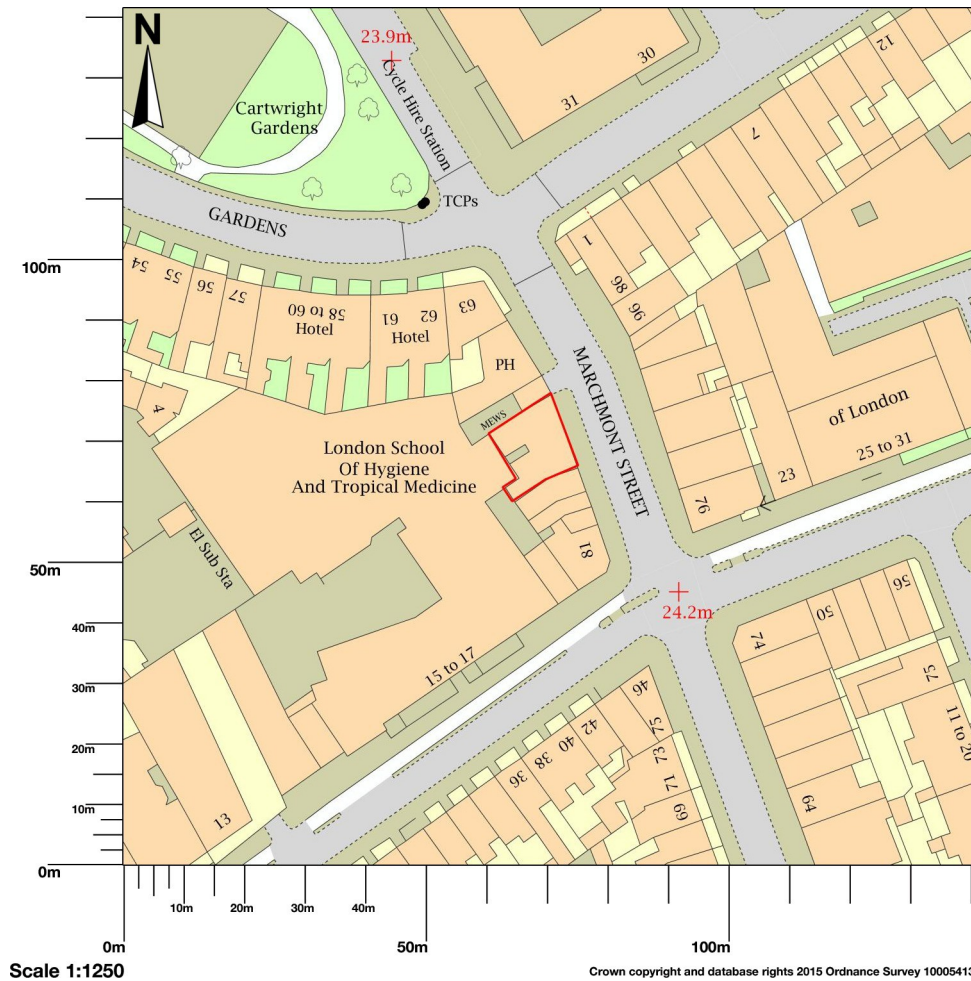 N
23.9m
Cycle Hire Station
30
31
12
7
Cartwright
Gardens
TCPs
GARDENS
1
98
96
54
55
56
57
58 to 60
Hotel
61
62
Hotel
63
PH
MEWS
MARCHMONT STREET
4
London School
Of Hygiene
And Tropical Medicine
of London
25 to 31
23
76
El Sub Sta
81
24.2m
15 to 17
13
46
42
40
38
36
75
73
71
69
74
50
56
75
11 to 20
64
100m
50m
40m
30m
20m
10m
0m
10m
20m
30m
40m
0m
50m
100m
Scale 1:1250
Crown copyright and database rights 2015 Ordnance Survey 10005413